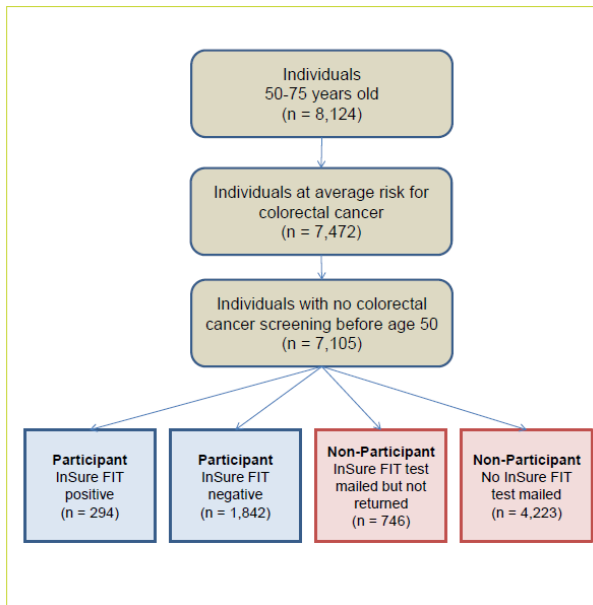 Individuals
50-75 years old
(n = 8,124)
Individuals at average risk for
colorectal cancer
(n = 7,472)
Individuals with no colorectal
cancer screening before age 50
(n = 7,105)
Participant
InSure FIT
positive
(n = 294)
Participant
InSure FIT
negative
(n = 1,842)
Non-Participant
InSure FIT test
mailed but not
returned
(n = 746)
Non-Participant
No InSure FIT
test mailed
(n = 4,223)